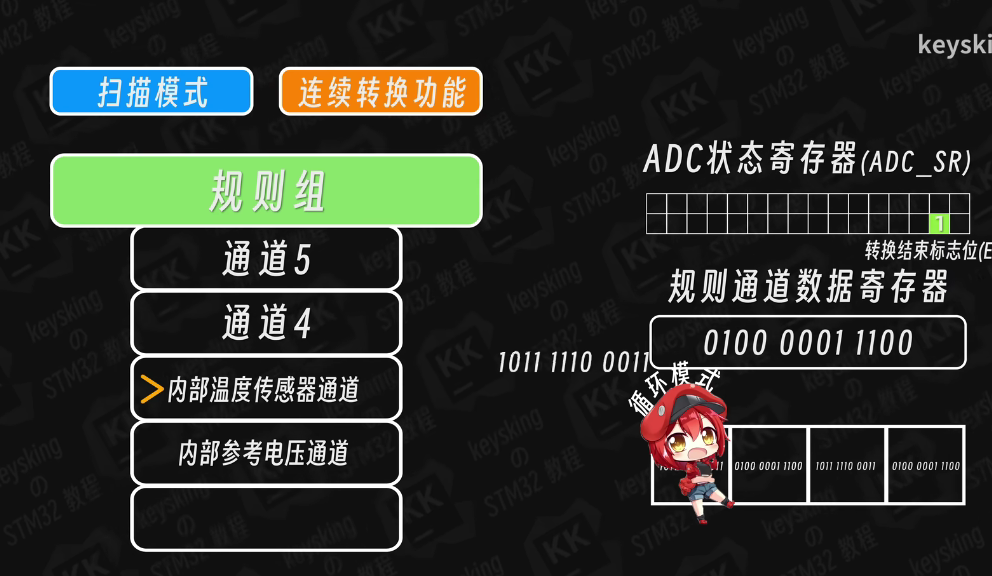 keyski
扫描模式
连续转换功能
规则组
通道5
通道4
>内部温度传感器通道
内部参考电压通道
ADC状态寄存器(ADC_SR)
1
转换结束标志位(E
规则通道数据寄存器
0100 0001 1100
1011 1110 0011
循环模式
0100 0001 1100
1011 1110 0011
0100 0001 1100